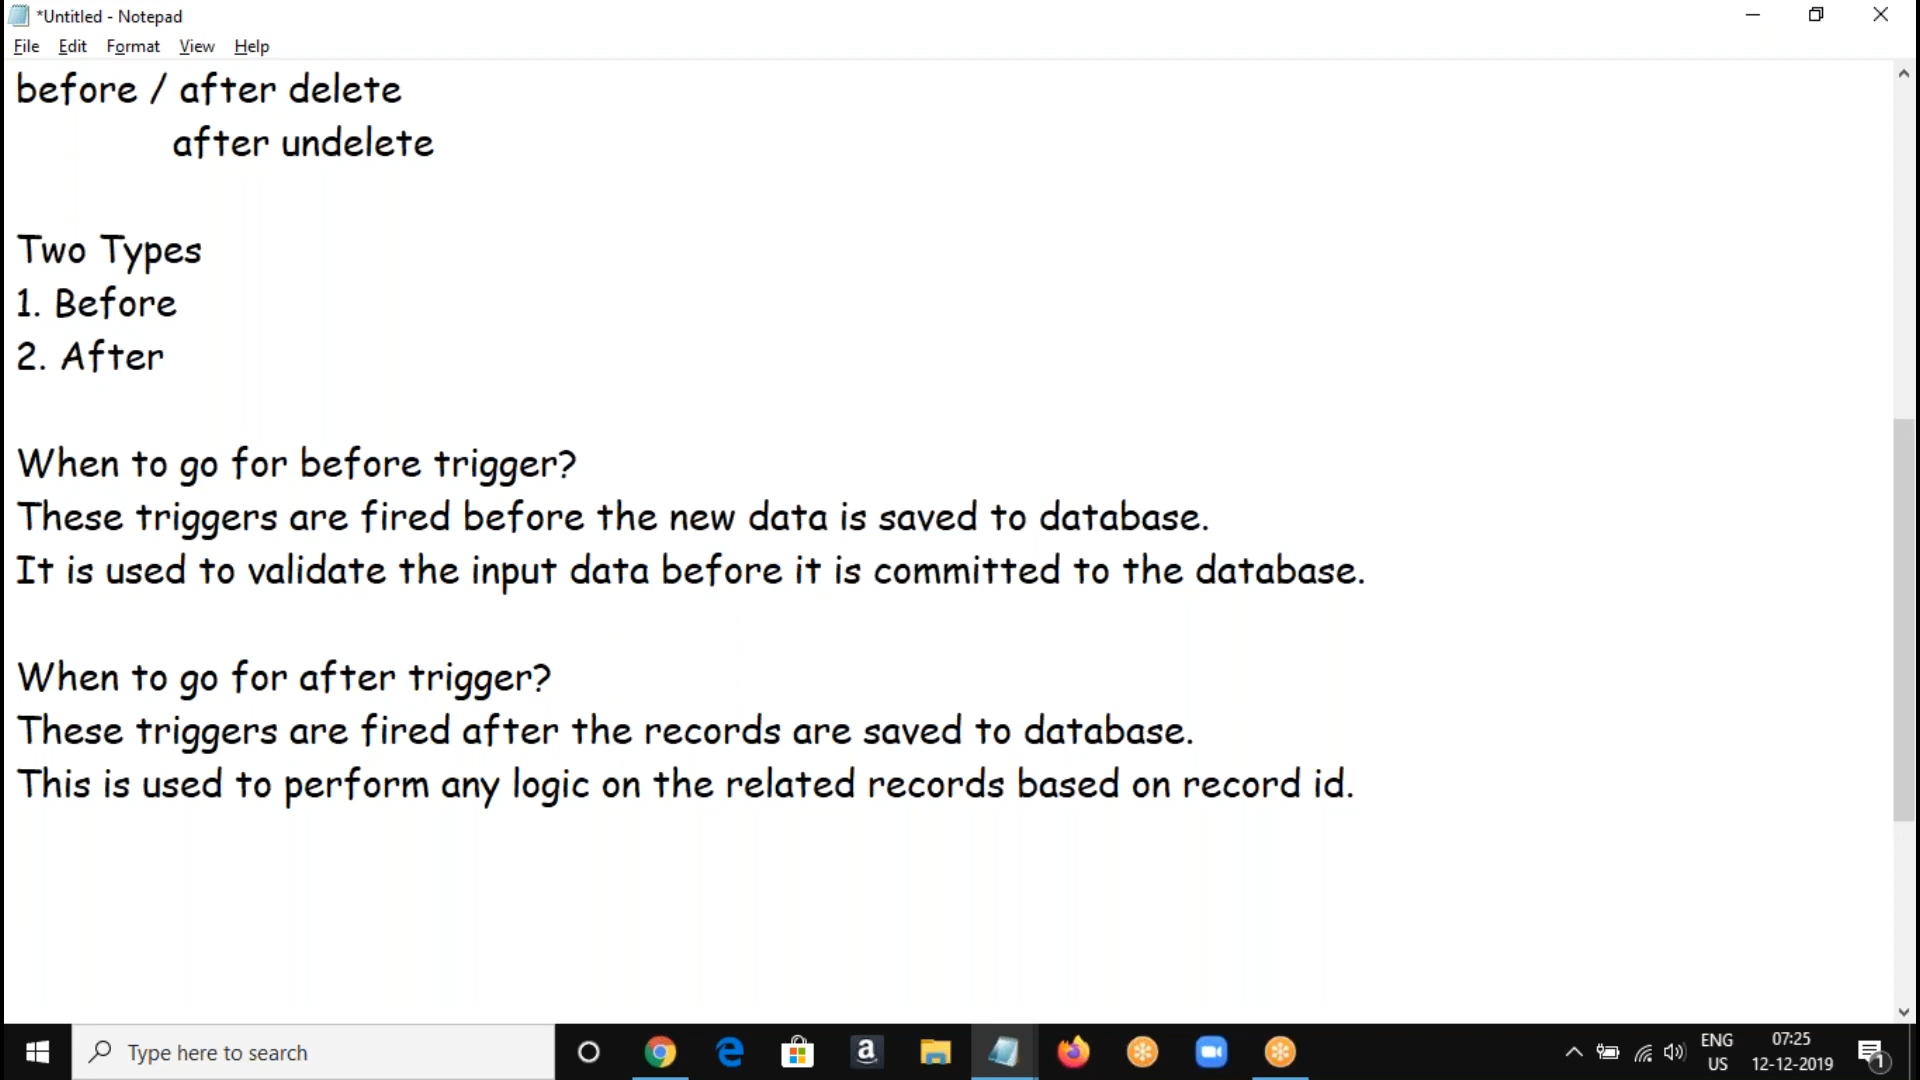 *Untitled - Notepad
File Edit Format View Help
before / after delete
after undelete
Two Types
1. Before
2. After
When to go for before trigger?
These triggers are fired before the new data is saved to database.
It is used to validate the input data before it is committed to the database.
When to go for after trigger?
These triggers are fired after the records are saved to database.
This is used to perform any logic on the related records based on record id.
Type here to search
a
ENG
US
07:25
12-12-2019
1